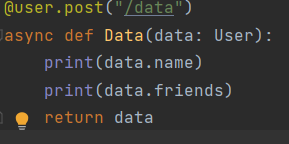 @user.post("/data")
async def Data(data: User):
    print(data.name)
    print(data.friends)
    return data